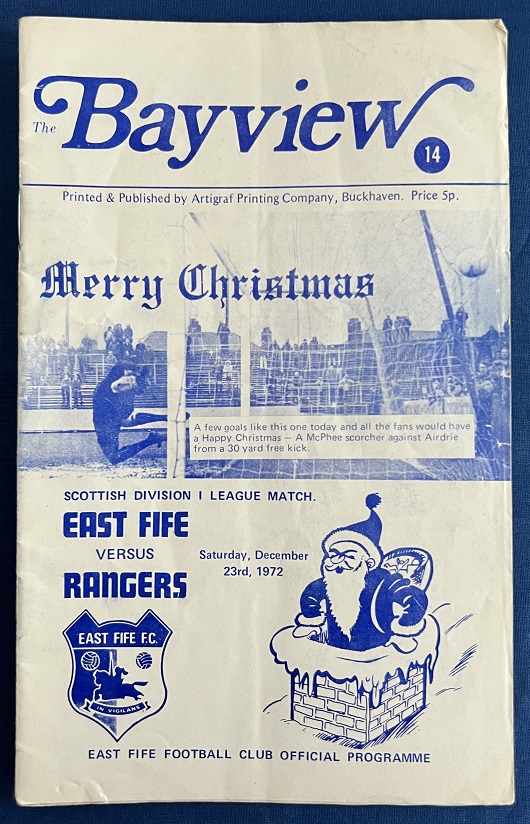 The Bayview
14
Printed & Published by Artigraf Printing Company, Buckhaven. Price 5p.
Merry Christmas
A few goals like this one today and all the fans would have
a Happy Christmas — A McPhee scorcher against Airdrie
from a 30 yard free kick.
SCOTTISH DIVISION I LEAGUE MATCH.
EAST FIFE
VERSUS
RANGERS
Saturday, December
23rd, 1972
EAST FIFE F.C.
IN VIGILANS
EAST FIFE FOOTBALL CLUB OFFICIAL PROGRAMME